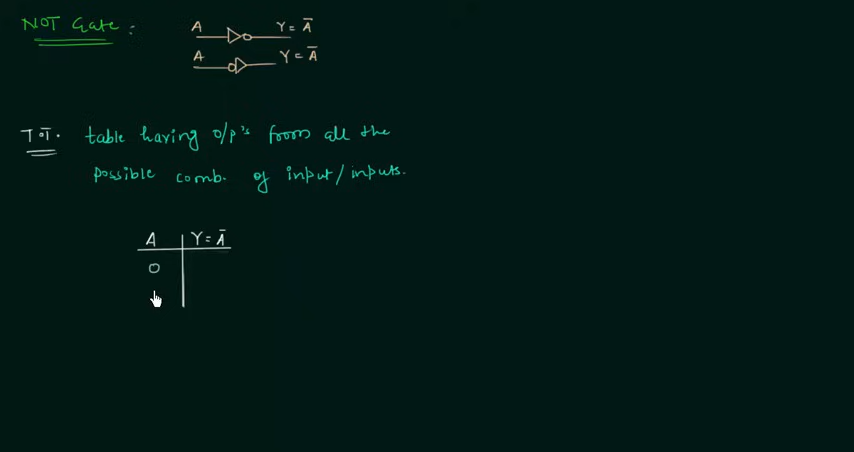 NOT Gate :
A Y = Ā
A Y = Ā
T.T. table having o/p's from all the
possible comb. of input/inputs.
A Y = Ā
0